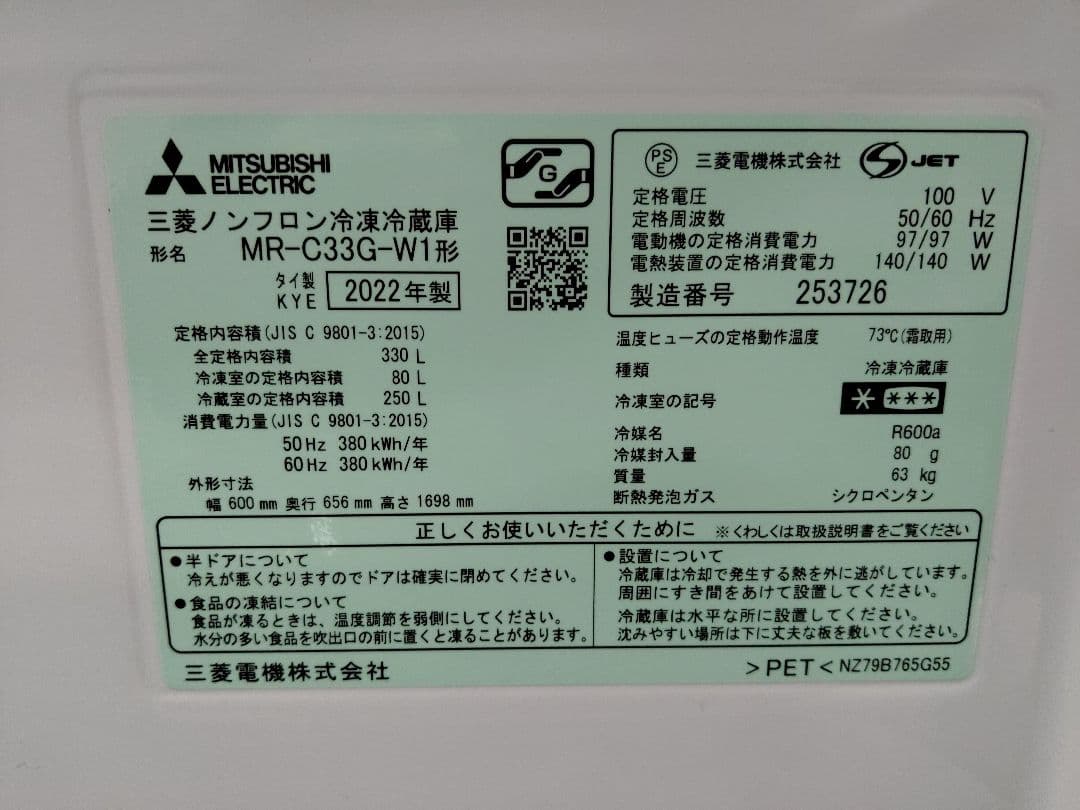 MITSUBISHI
ELECTRIC
三菱ノンフロン冷凍冷蔵庫
形名 MR-C33G-W1形
タイ製
KYE 2022年製
定格内容積(JIS C 9801-3:2015)
全定格内容積 330 L
冷凍室の定格内容積 80 L
冷蔵室の定格内容積 250 L
消費電力量(JIS C 9801-3:2015)
50Hz 380kWh/年
60Hz 380kWh/年
外形寸法
幅 600mm 奥行 656mm 高さ 1698mm
G
PSE 三菱電機株式会社 S JET
定格電圧 100 V
定格周波数 50/60 Hz
電動機の定格消費電力 97/97 W
電熱装置の定格消費電力 140/140 W
製造番号 253726
温度ヒューズの定格動作温度 73℃(霜取用)
種類 冷凍冷蔵庫
冷凍室の記号 * ***
冷媒名 R600a
冷媒封入量 80 g
質量 63 kg
断熱発泡ガス シクロペンタン
正しくお使いいただくために ※くわしくは取扱説明書をご覧ください
●半ドアについて
冷えが悪くなりますのでドアは確実に閉めてください。
●食品の凍結について
食品が凍るときは、温度調節を弱側にしてください。
水分の多い食品を吹出口の前に置くと凍ることがあります。
●設置について
冷蔵庫は冷却で発生する熱を外に逃がしています。
周囲にすき間をあけて設置してください。
冷蔵庫は水平な所に設置してください。
沈みやすい場所は下に丈夫な板を敷いてください。
三菱電機株式会社
>PET< NZ79B765G55